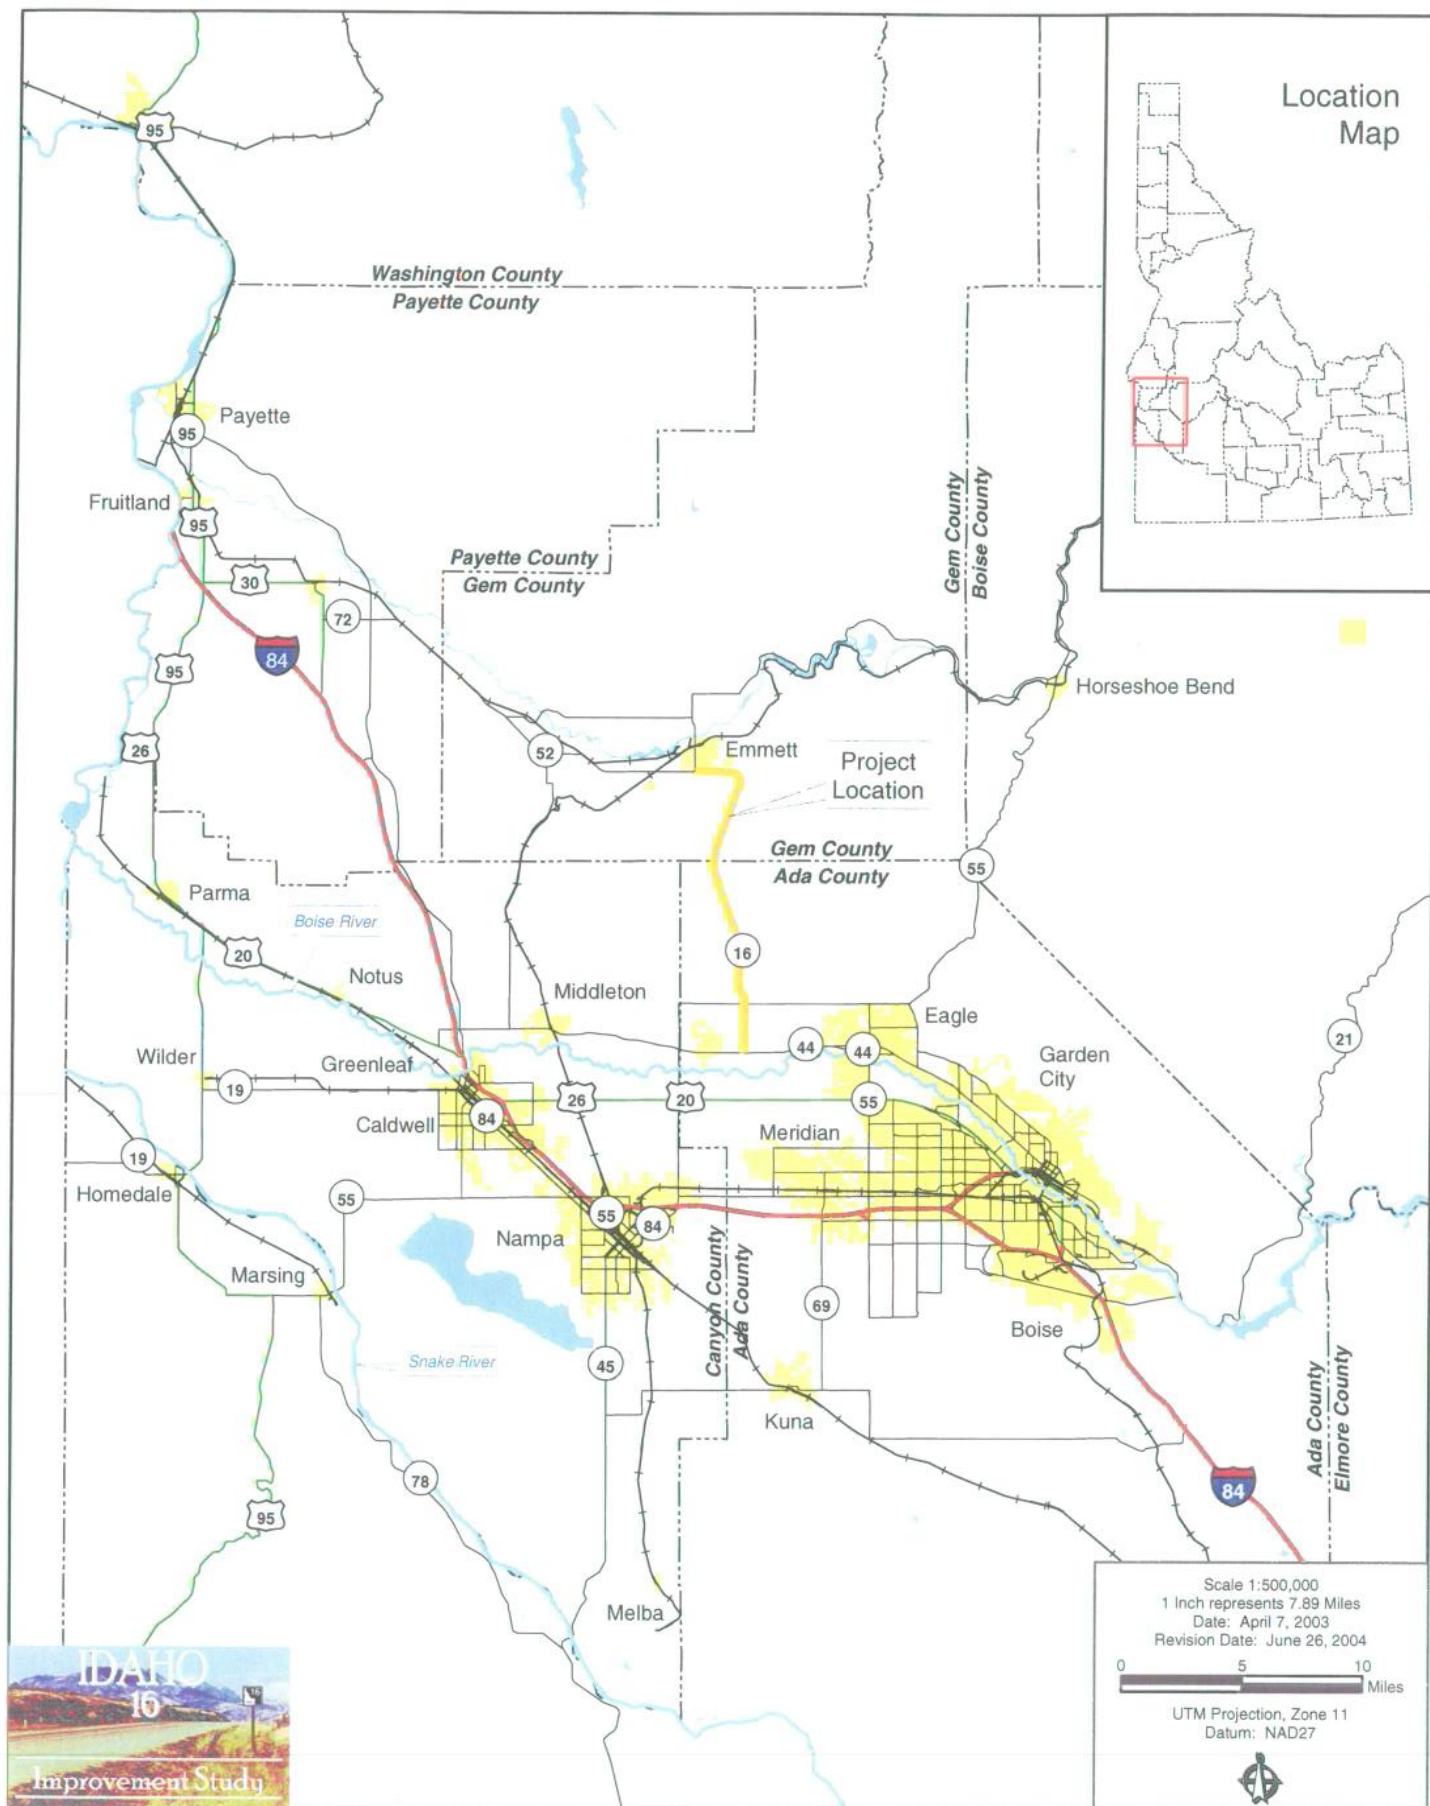 Location
Map
95
Washington County
Payette County
Payette
95
Fruitland
95
30
72
84
95
26
Payette County
Gem County
Gem County
Boise County
Horseshoe Bend
52
Emmett
Project
Location
Gem County
Ada County
55
Parma
Boise River
20
16
Notus
Middleton
Eagle
44
44
Garden
City
21
Wilder
Greenleaf
19
26
20
55
Caldwell
84
Meridian
19
Homedale
55
55
84
Nampa
Marsing
Canyon County
Ada County
69
Boise
Snake River
45
Kuna
Ada County
Elmore County
78
84
95
Melba
Scale 1:500,000
1 Inch represents 7.89 Miles
Date: April 7, 2003
Revision Date: June 26, 2004
0 5 10
Miles
UTM Projection, Zone 11
Datum: NAD27
IDAHO
16
16
Improvement Study